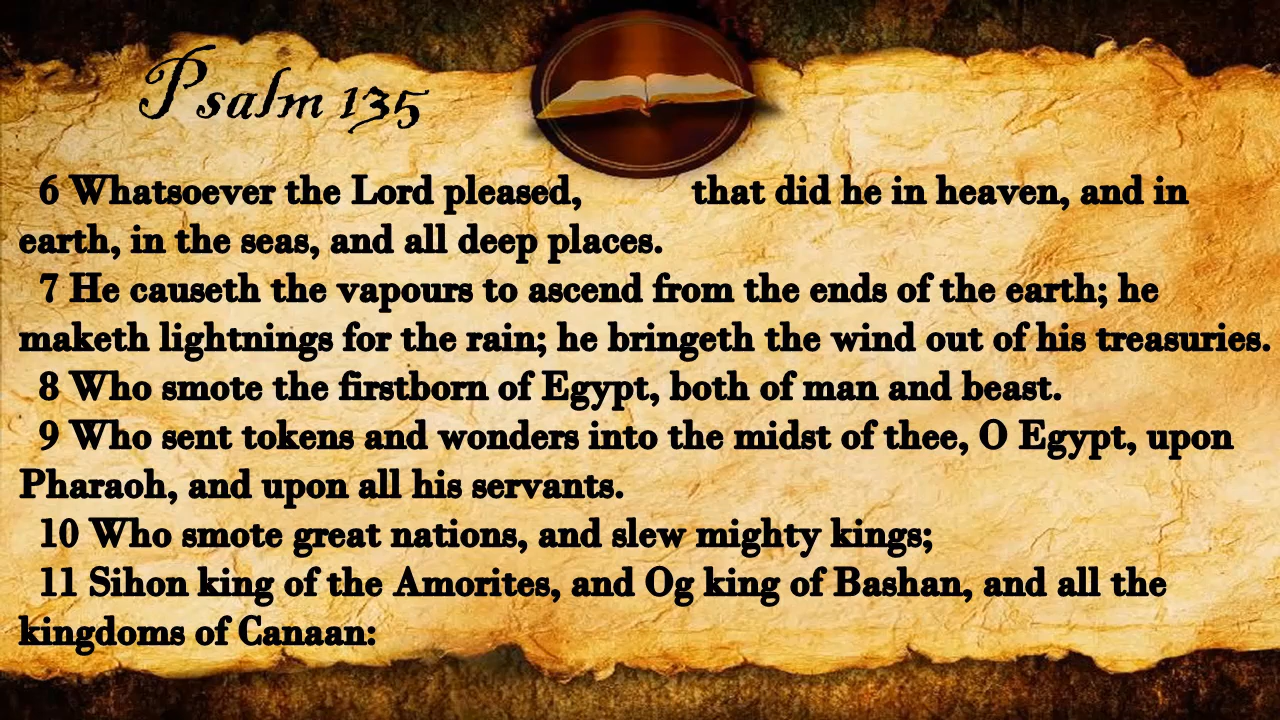 Psalm 135
6 Whatsoever the Lord pleased, that did he in heaven, and in
earth, in the seas, and all deep places.
7 He causeth the vapours to ascend from the ends of the earth; he
maketh lightnings for the rain; he bringeth the wind out of his treasuries.
8 Who smote the firstborn of Egypt, both of man and beast.
9 Who sent tokens and wonders into the midst of thee, O Egypt, upon
Pharaoh, and upon all his servants.
10 Who smote great nations, and slew mighty kings;
11 Sihon king of the Amorites, and Og king of Bashan, and all the
kingdoms of Canaan: